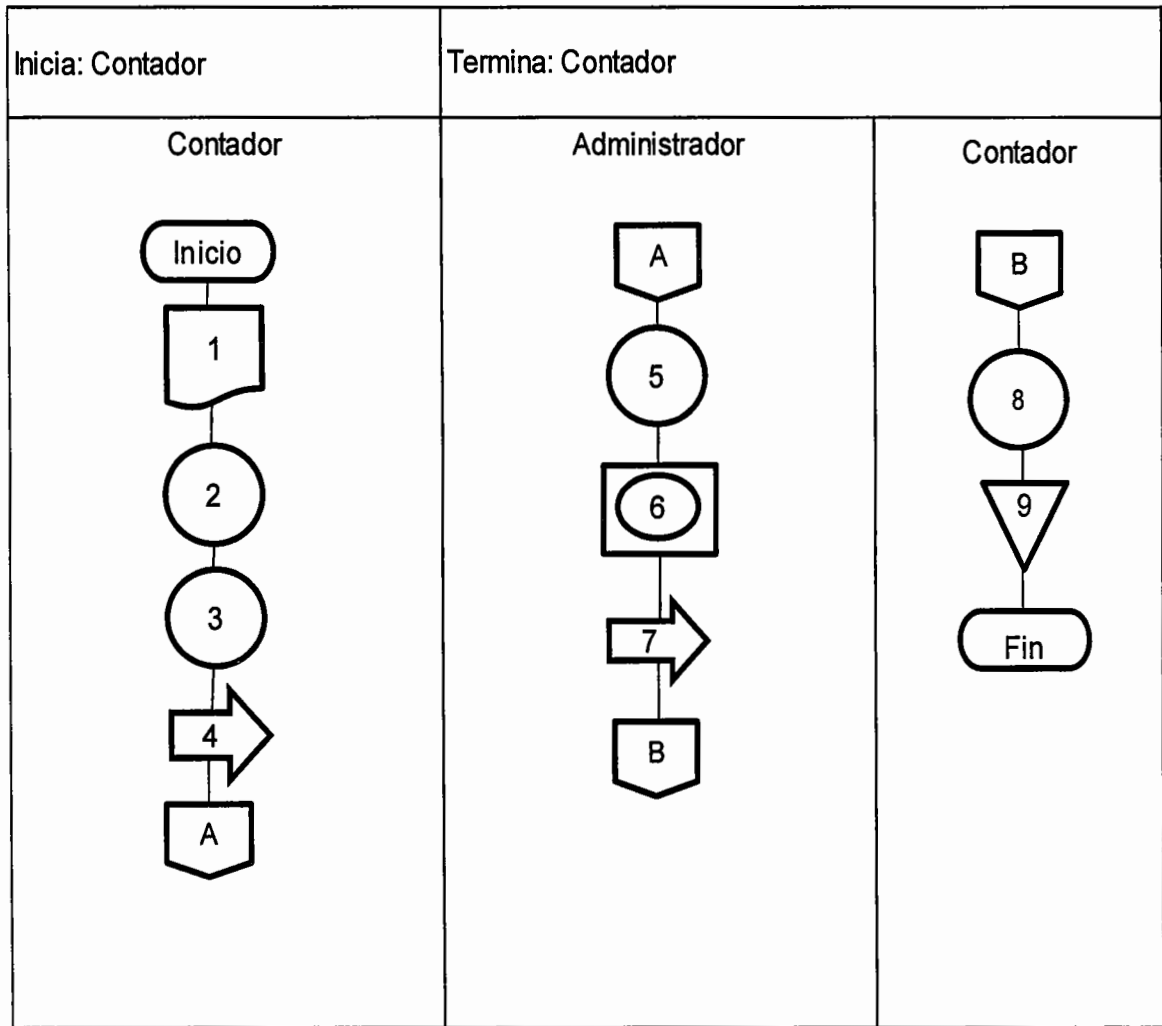 Inicia: Contador
Termina: Contador
Contador
Inicio
1
2
3
4
A
Administrador
A
5
6
7
B
Contador
B
8
9
Fin